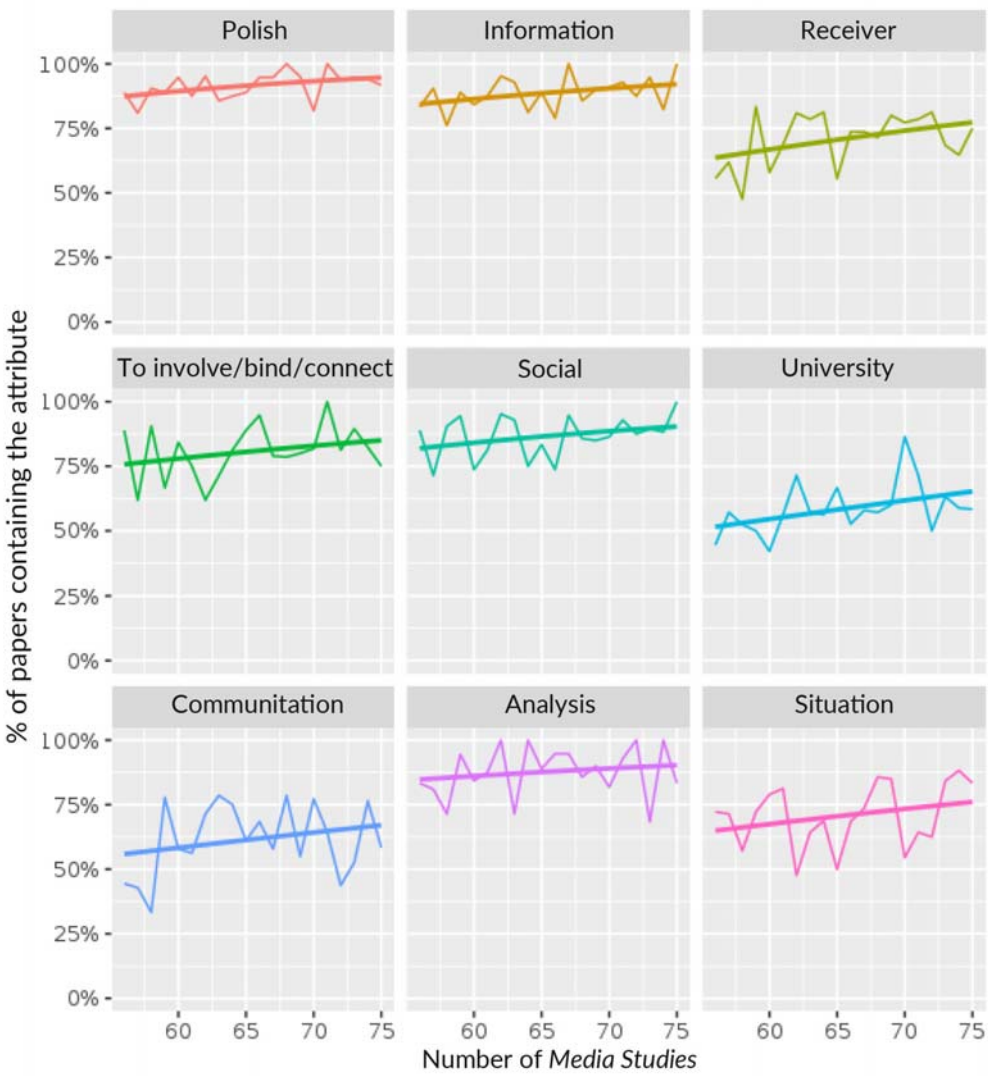 Polish
Information
Receiver
100%
75%
50%
25%
0%
To involve/bind/connect
Social
University
100%
75%
50%
25%
0%
Communitation
Analysis
Situation
100%
75%
50%
25%
0%
60 65 70 75
60 65 70 75
60 65 70 75
Number of Media Studies
% of papers containing the attribute